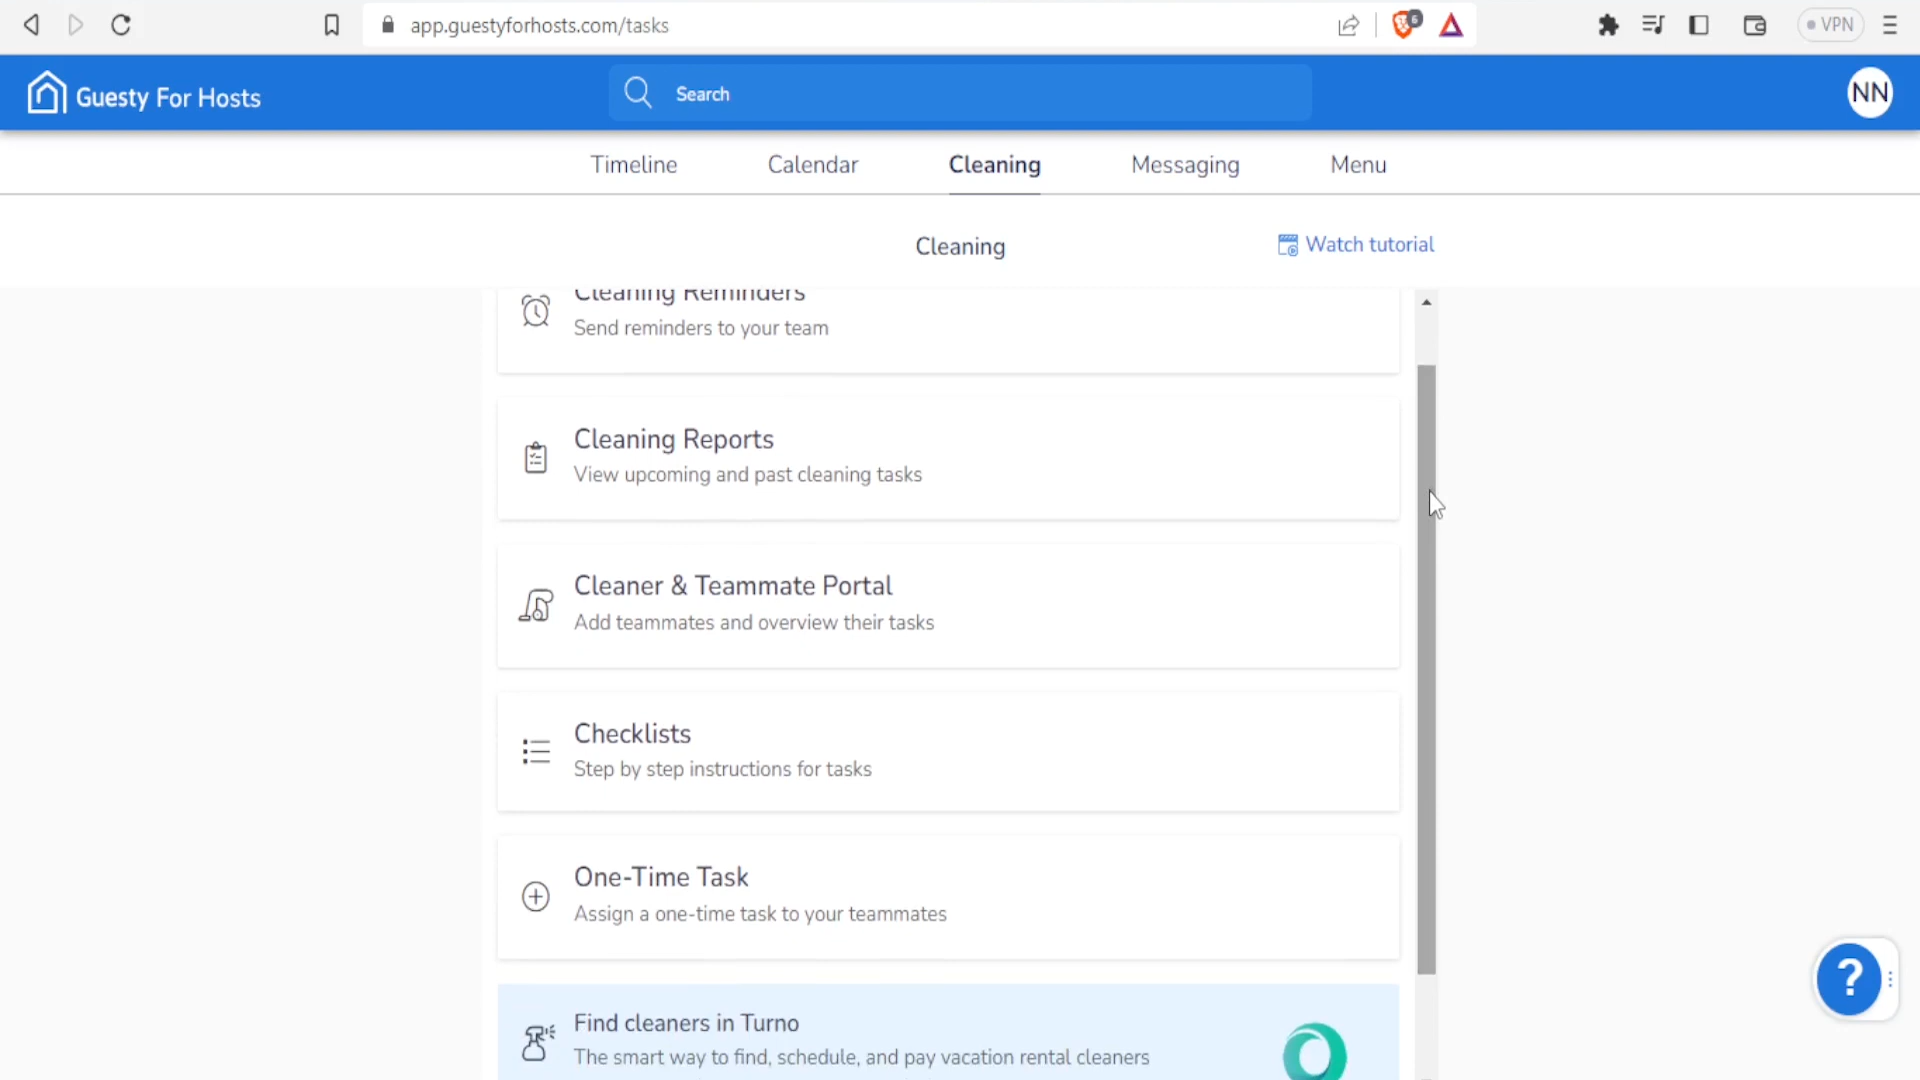 app.guestyforhosts.com/tasks
6
VPN
Guesty For Hosts
Search
NN
Timeline
Calendar
Cleaning
Messaging
Menu
Cleaning
Watch tutorial
Cleaning Reminders
Send reminders to your team
Cleaning Reports
View upcoming and past cleaning tasks
Cleaner & Teammate Portal
Add teammates and overview their tasks
Checklists
Step by step instructions for tasks
One-Time Task
Assign a one-time task to your teammates
?
Find cleaners in Turno
The smart way to find, schedule, and pay vacation rental cleaners